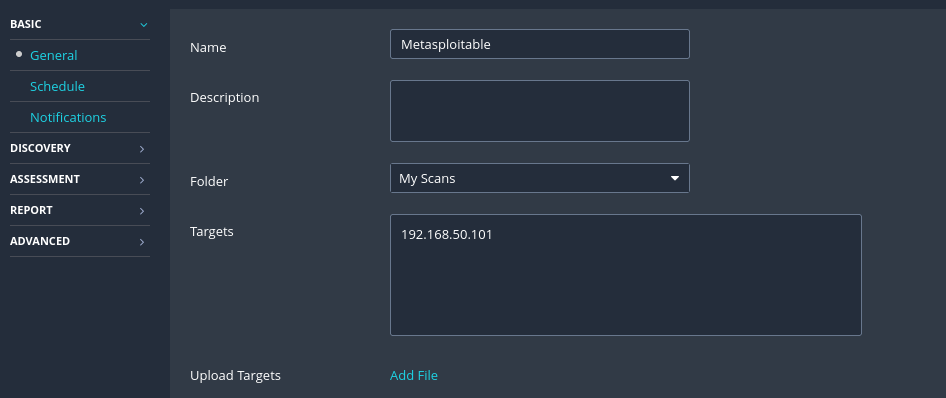 BASIC
General
Schedule
Notifications
DISCOVERY
ASSESSMENT
REPORT
ADVANCED
Name
Metasploitable
Description
Folder
My Scans
Targets
192.168.50.101
Upload Targets
Add File